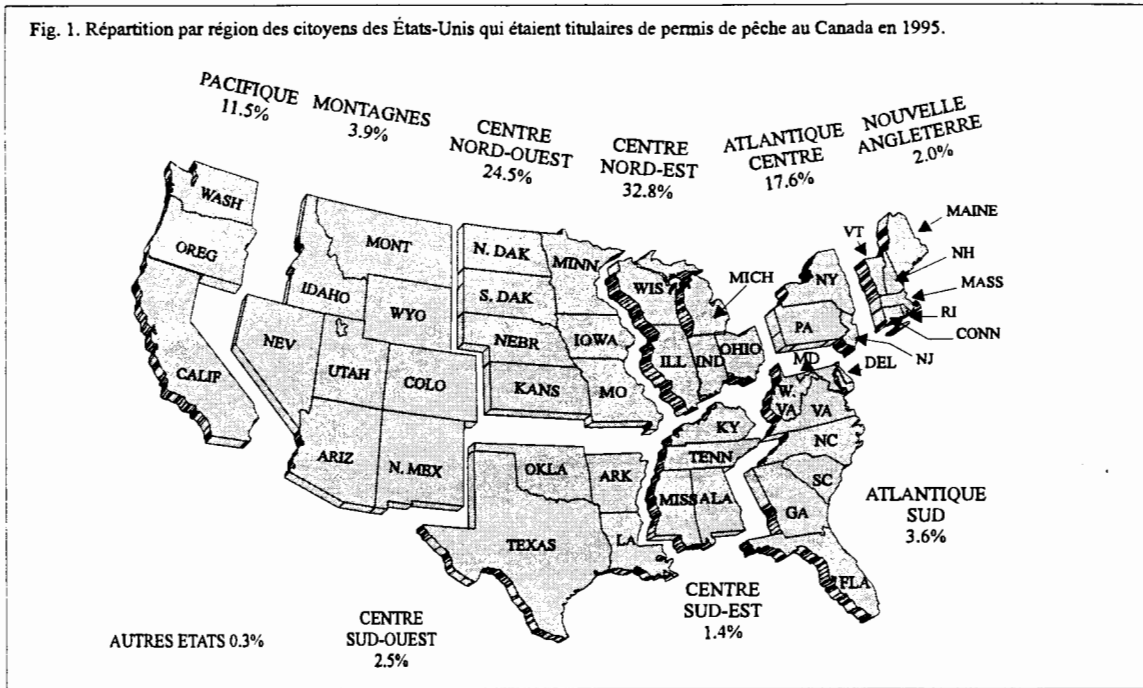 Fig. 1. Répartition par région des citoyens des États-Unis qui étaient titulaires de permis de pêche au Canada en 1995.
PACIFIQUE
11.5%
MONTAGNES
3.9%
CENTRE
NORD-OUEST
24.5%
CENTRE
NORD-EST
32.8%
ATLANTIQUE
CENTRE
17.6%
NOUVELLE
ANGLETERRE
2.0%
WASH
OREG
CALIF
NEV
IDAHO
MONT
WYO
UTAH
COLO
ARIZ
N. MEX
N. DAK
S. DAK
NEBR
KANS
MINN
IOWA
MO
WIS
MICH
ILL
IND
OHIO
NY
PA
NJ
VT
MAINE
NH
MASS
RI
CONN
DEL
MD
W.
VA
VA
NC
SC
GA
FLA
KY
TENN
MISS
ALA
OKLA
ARK
TEXAS
LA
ATLANTIQUE
SUD
3.6%
CENTRE
SUD-EST
1.4%
CENTRE
SUD-OUEST
2.5%
AUTRES ETATS 0.3%